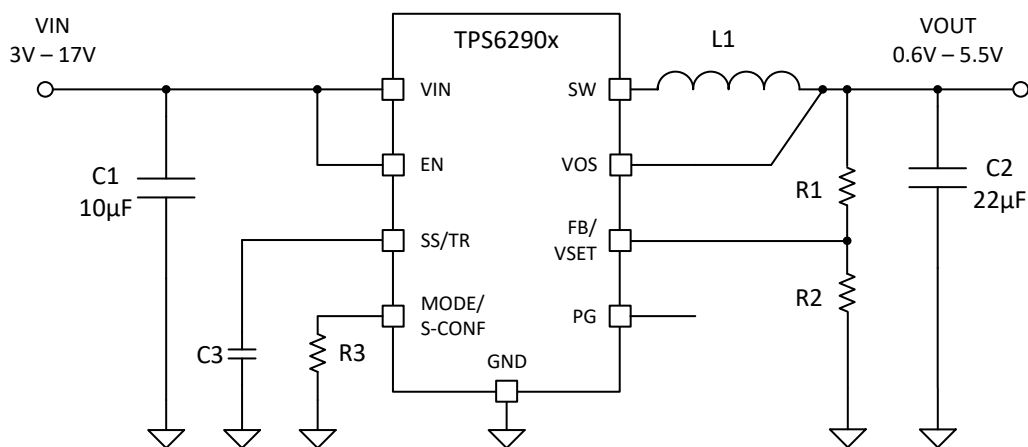 VIN
3V – 17V
TPS6290x
L1
VOUT
0.6V – 5.5V
VIN
SW
EN
VOS
C1
10µF
R1
C2
22µF
SS/TR
FB/
VSET
MODE/
S-CONF
R2
PG
C3
R3
GND